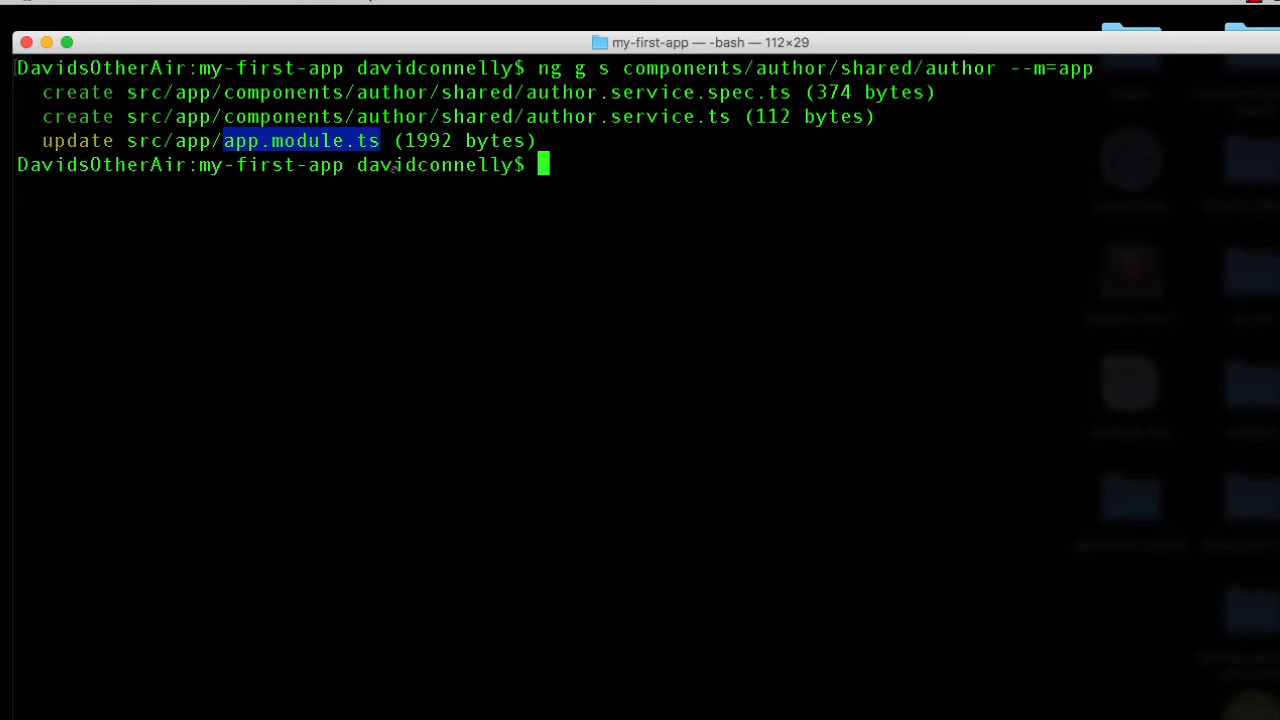 my-first-app — -bash — 112×29
DavidsOtherAir:my-first-app davidconnelly$ ng g s components/author/shared/author --m=app
create src/app/components/author/shared/author.service.spec.ts (374 bytes)
create src/app/components/author/shared/author.service.ts (112 bytes)
update src/app/app.module.ts (1992 bytes)
DavidsOtherAir:my-first-app davidconnelly$